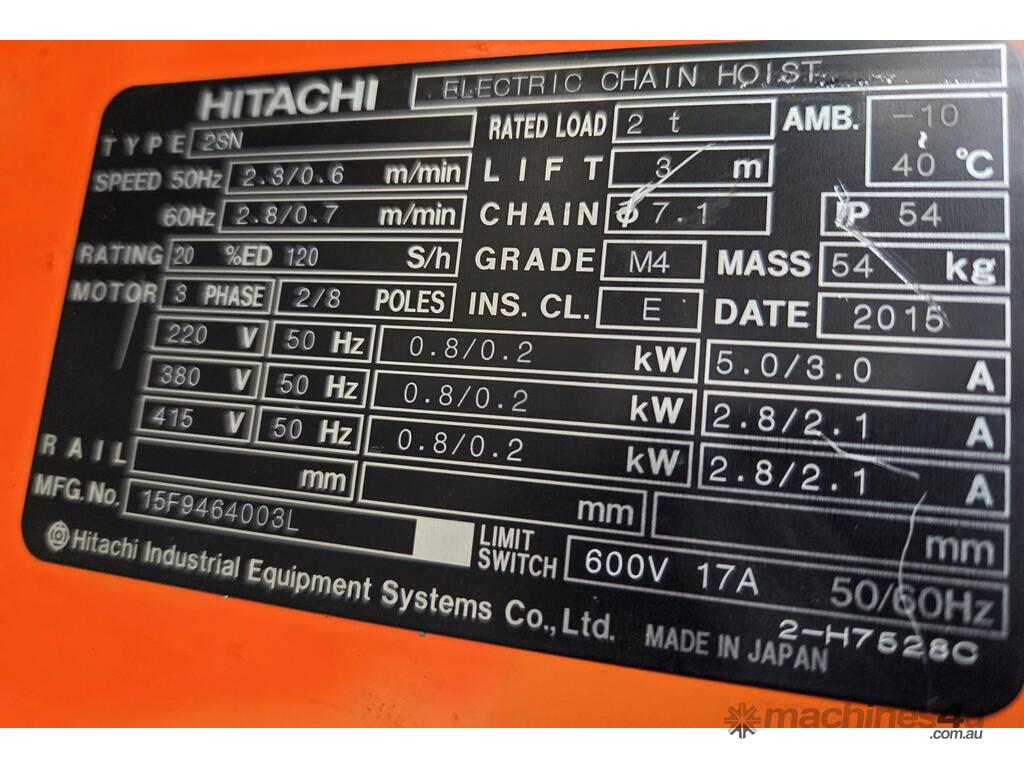 HITACHI ELECTRIC CHAIN HOIST
TYPE 2SN RATED LOAD 2 t AMB. -10 ~ 40 °C
SPEED 50Hz 2.3/0.6 m/min LIFT 3 m
60Hz 2.8/0.7 m/min CHAIN φ 7.1 IP 54
RATING 20 %ED 120 S/h GRADE M4 MASS 54 kg
MOTOR 3 PHASE 2/8 POLES INS. CL. E DATE 2015
220 V 50 Hz 0.8/0.2 kW 5.0/3.0 A
380 V 50 Hz 0.8/0.2 kW 2.8/2.1 A
415 V 50 Hz 0.8/0.2 kW 2.8/2.1 A
RAIL mm mm mm
MFG.No. 15F9464003L LIMIT SWITCH 600V 17A 50/60Hz
Hitachi Industrial Equipment Systems Co.,Ltd. MADE IN JAPAN 2-H7528C
machines4u
.com.au